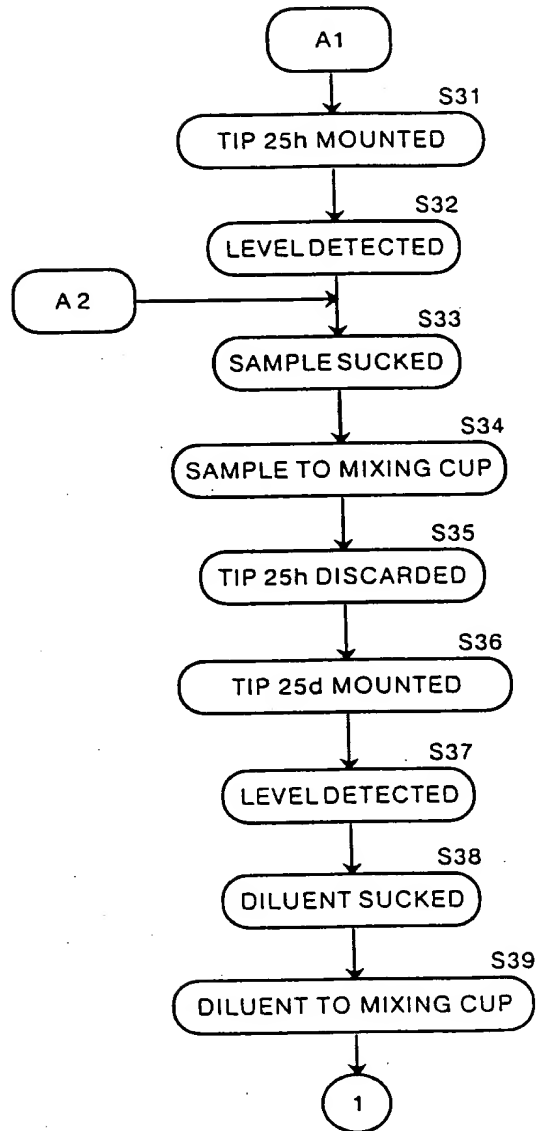 A1
S31
TIP 25h MOUNTED
S32
LEVEL DETECTED
A 2
S33
SAMPLE SUCKED
S34
SAMPLE TO MIXING CUP
S35
TIP 25h DISCARDED
S36
TIP 25d MOUNTED
S37
LEVEL DETECTED
S38
DILUENT SUCKED
S39
DILUENT TO MIXING CUP
1